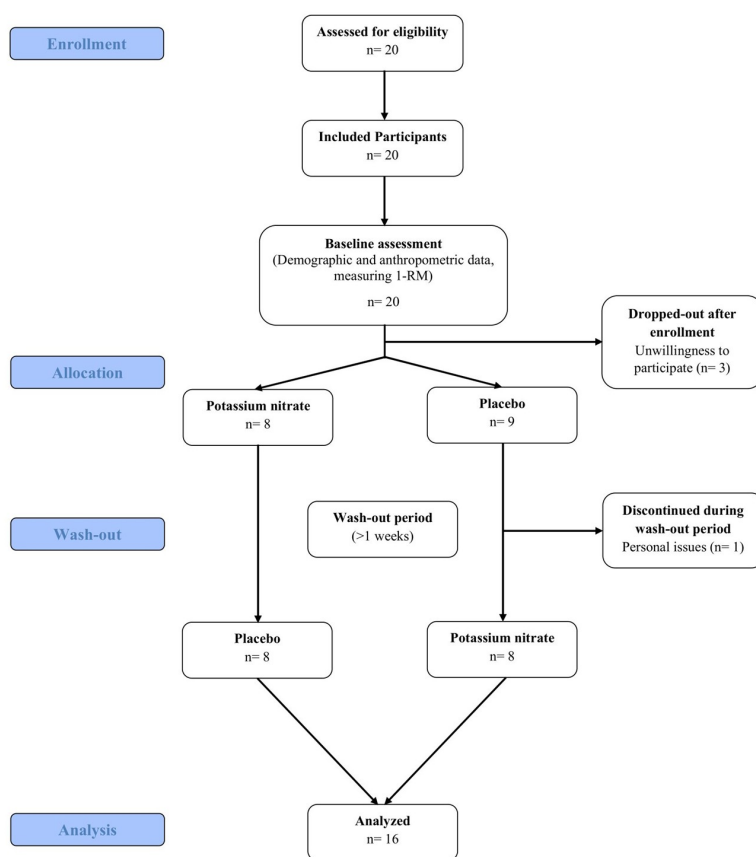 Enrollment
Assessed for eligibility
n= 20
Included Participants
n= 20
Baseline assessment
(Demographic and anthropometric data,
measuring 1-RM)
n= 20
Dropped-out after
enrollment
Unwillingness to
participate (n= 3)
Allocation
Potassium nitrate
n= 8
Placebo
n= 9
Wash-out
Wash-out period
(>1 weeks)
Discontinued during
wash-out period
Personal issues (n= 1)
Placebo
n= 8
Potassium nitrate
n= 8
Analysis
Analyzed
n= 16